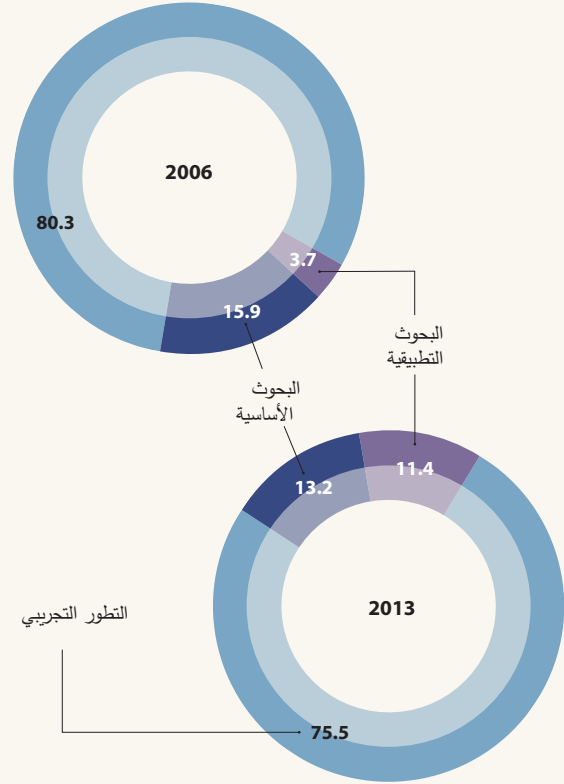 2006
80.3
3.7
15.9
البحوث
التطبيقية
البحوث
الأساسية
11.4
13.2
2013
التطور التجريبي
75.5